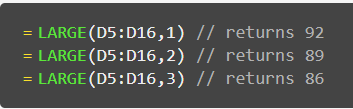 =LARGE(D5:D16,1) // returns 92
=LARGE(D5:D16,2) // returns 89
=LARGE(D5:D16,3) // returns 86